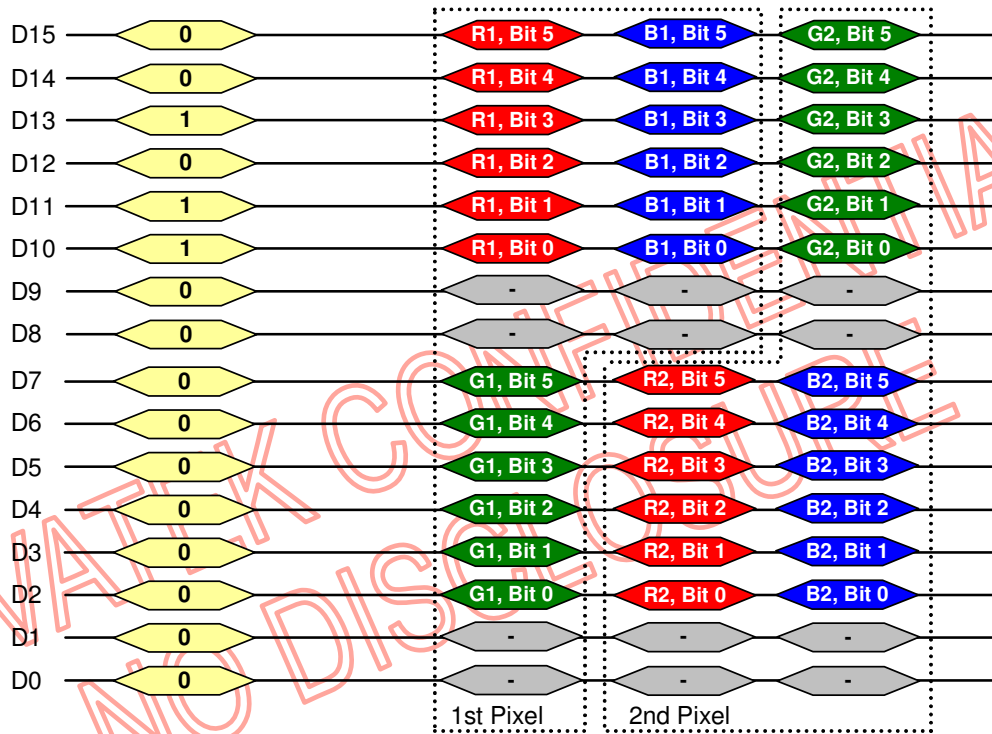 D15 0 R1, Bit 5 B1, Bit 5 G2, Bit 5
D14 0 R1, Bit 4 B1, Bit 4 G2, Bit 4
D13 1 R1, Bit 3 B1, Bit 3 G2, Bit 3
D12 0 R1, Bit 2 B1, Bit 2 G2, Bit 2
D11 1 R1, Bit 1 B1, Bit 1 G2, Bit 1
D10 1 R1, Bit 0 B1, Bit 0 G2, Bit 0
D9 0 - - -
D8 0 - - -
D7 0 G1, Bit 5 R2, Bit 5 B2, Bit 5
D6 0 G1, Bit 4 R2, Bit 4 B2, Bit 4
D5 0 G1, Bit 3 R2, Bit 3 B2, Bit 3
D4 0 G1, Bit 2 R2, Bit 2 B2, Bit 2
D3 0 G1, Bit 1 R2, Bit 1 B2, Bit 1
D2 0 G1, Bit 0 R2, Bit 0 B2, Bit 0
D1 0 - - -
D0 0 - - -
1st Pixel 2nd Pixel
NO DISCLOSURE